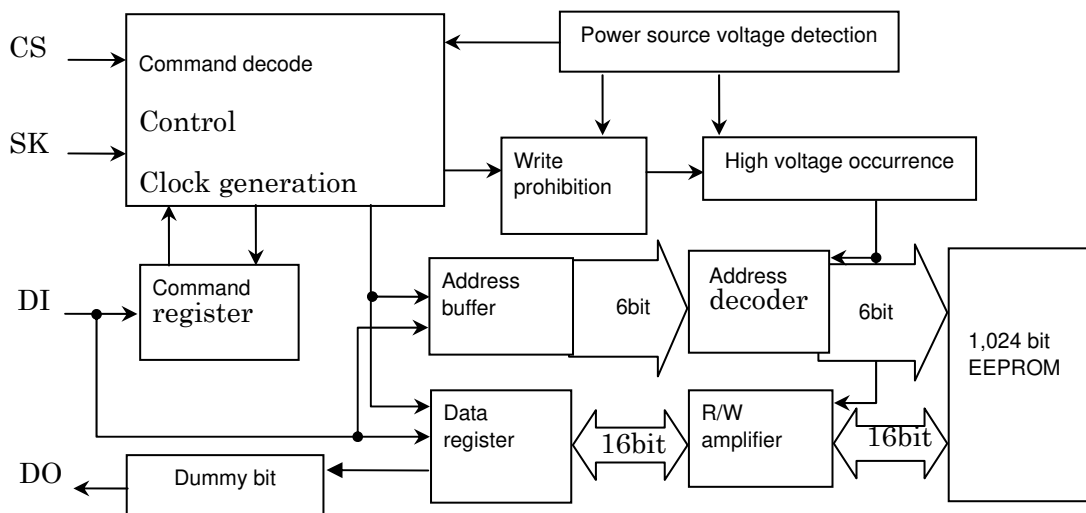 CS
Command decode
Power source voltage detection
Control
SK
Write
prohibition
High voltage occurrence
Clock generation
DI
Command
register
Address
buffer
6bit
Address
decoder
6bit
1,024 bit
EEPROM
Data
register
16bit
R/W
amplifier
16bit
DO
Dummy bit